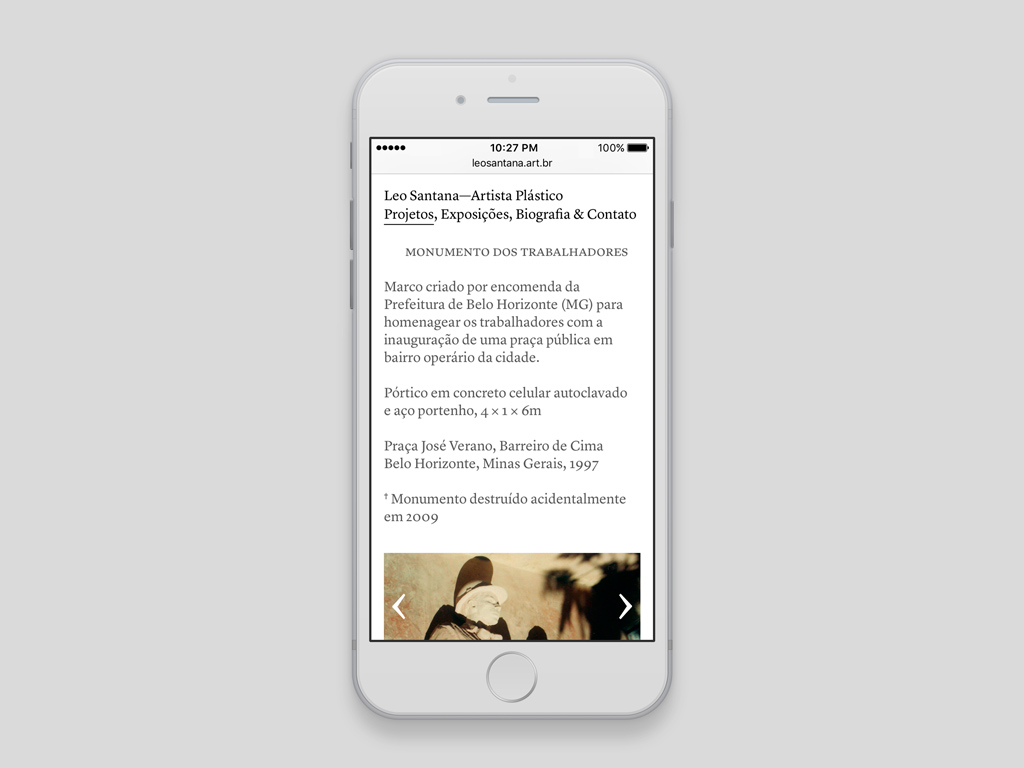 10:27 PM
100%
leosantana.art.br
Leo Santana—Artista Plástico
Projetos, Exposições, Biografia & Contato
MONUMENTO DOS TRABALHADORES
Marco criado por encomenda da
Prefeitura de Belo Horizonte (MG) para
homenagear os trabalhadores com a
inauguração de uma praça pública em
bairro operário da cidade.
Pórtico em concreto celular autoclavado
e aço portenho, 4 × 1 × 6m
Praça José Verano, Barreiro de Cima
Belo Horizonte, Minas Gerais, 1997
† Monumento destruído acidentalmente
em 2009